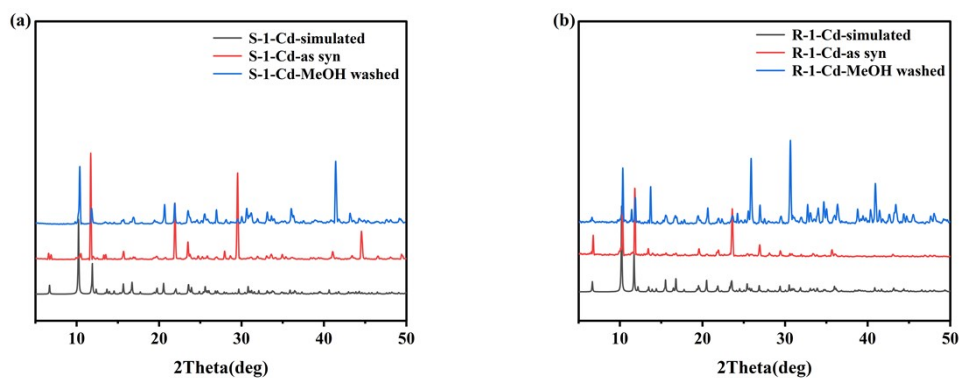 (a)
S-1-Cd-simulated
S-1-Cd-as syn
S-1-Cd-MeOH washed
10 20 30 40 50
2Theta(deg)
(b)
R-1-Cd-simulated
R-1-Cd-as syn
R-1-Cd-MeOH washed
10 20 30 40 50
2Theta(deg)